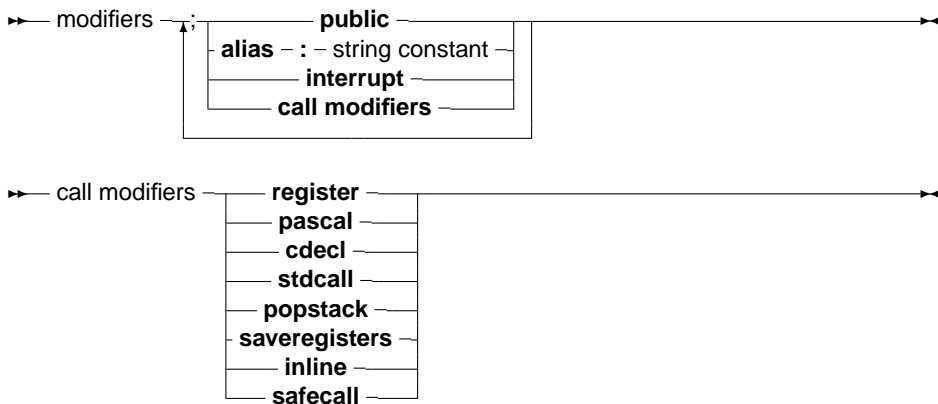 modifiers ; public
alias : string constant
interrupt
call modifiers
call modifiers register
pascal
cdecl
stdcall
popstack
saveregisters
inline
safecall